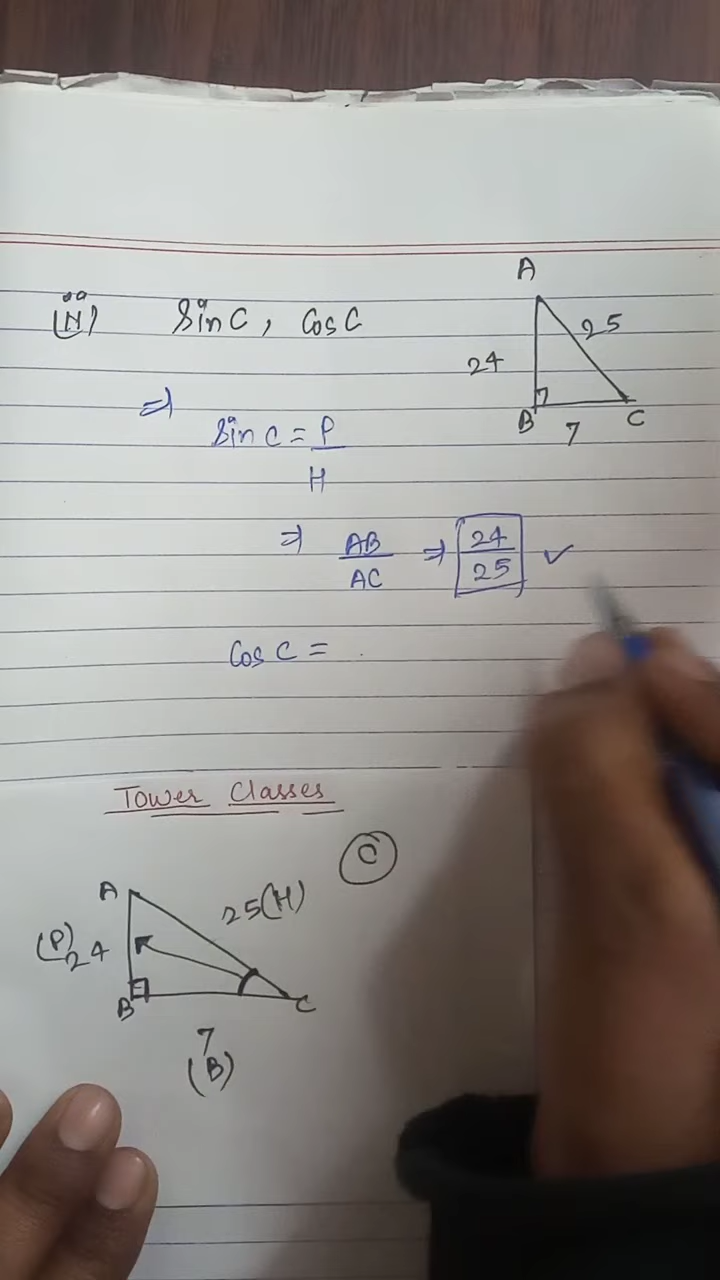 (ii) Sin C, Cos C
A
25
24
B
7
C
⇒
Sin C = P
H
⇒ AB ⇒ 24 ✓
AC 25
Cos C =
Tower Classes
C
A
25(H)
(P) 24
B
C
7
(B)